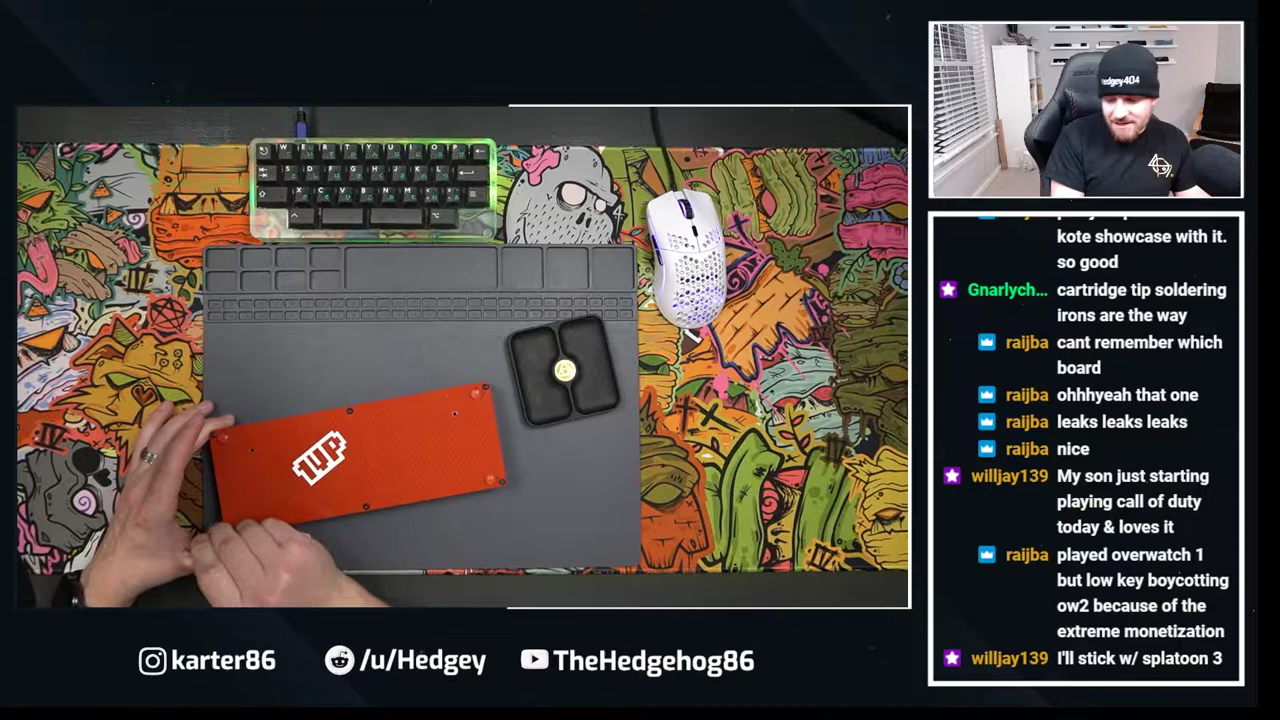 hedgey404
W E R T Y U I O P
S D F G H J K L
X C V B N M
1UP
IV
kote showcase with it.
so good
Gnarlych... cartridge tip soldering
irons are the way
raijba cant remember which
board
raijba ohhhyeah that one
raijba leaks leaks leaks
raijba nice
willjay139 My son just starting
playing call of duty
today & loves it
raijba played overwatch 1
but low key boycotting
ow2 because of the
extreme monetization
willjay139 I'll stick w/ splatoon 3
karter86
/u/Hedgey
TheHedgehog86